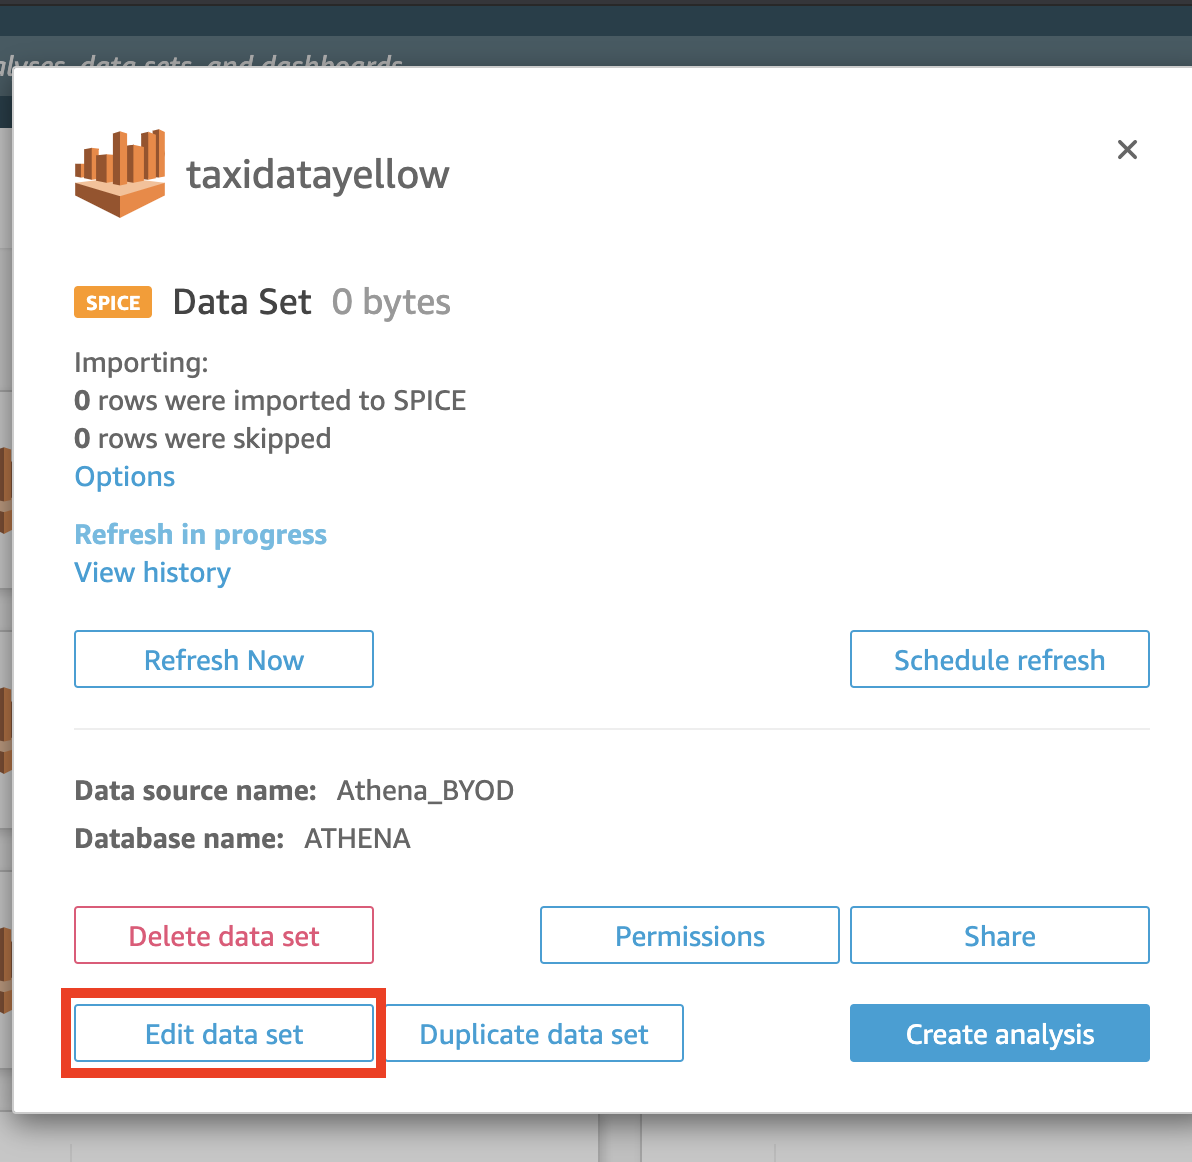 alyses, data sets, and dashboards
taxidatayellow
SPICE Data Set 0 bytes
Importing:
0 rows were imported to SPICE
0 rows were skipped
Options
Refresh in progress
View history
Refresh Now Schedule refresh
Data source name: Athena_BYOD
Database name: ATHENA
Delete data set Permissions Share
Edit data set Duplicate data set Create analysis